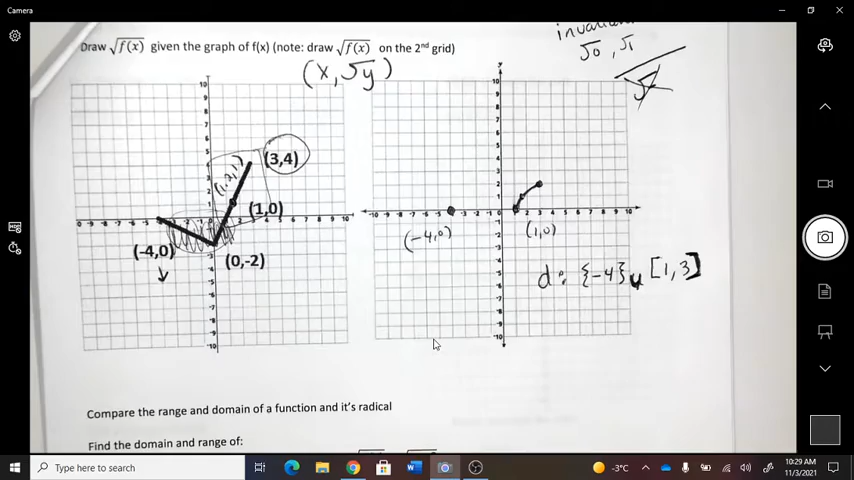 Camera
invarian
Draw √f(x) given the graph of f(x) (note: draw √f(x) on the 2nd grid)
√0, √1
(x, √y)
(3,4)
(1,0)
(-4,0)
(0,-2)
(-4,0)
(1,0)
d: {-4} u [1,3]
Compare the range and domain of a function and it's radical
Find the domain and range of:
Type here to search
-3°C
10:29 AM
11/3/2021